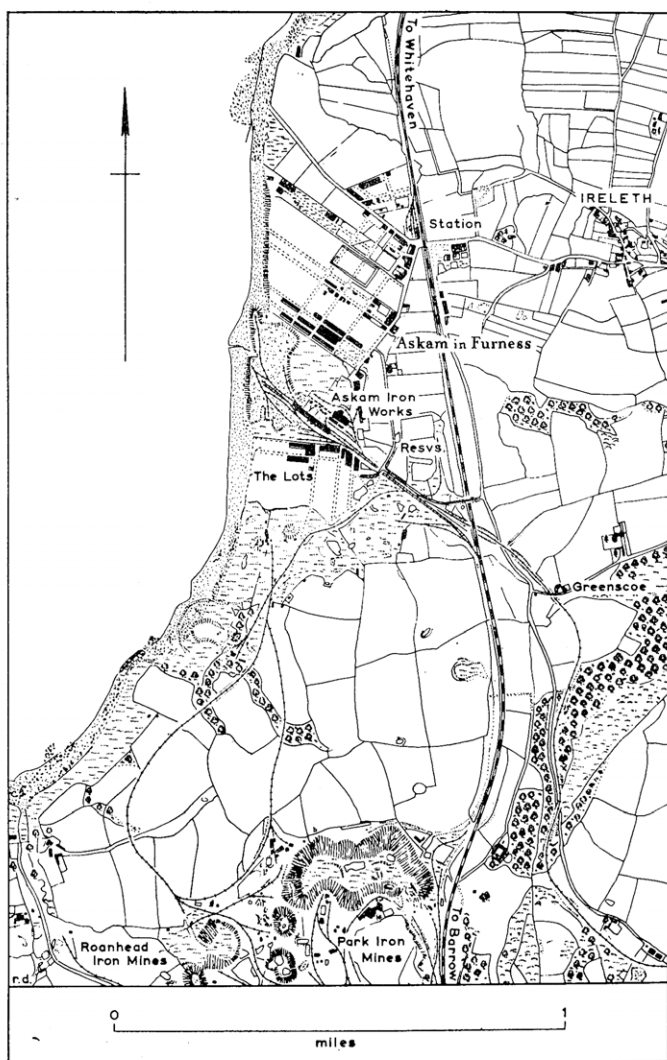 To Whitehaven
IRELETH
Station
Askam in Furness
Askam Iron
Works
Resvs.
The Lots
Greenscoe
Roanhead
Iron Mines
Park Iron
Mines
To Barrow
r.d.
0
1
miles